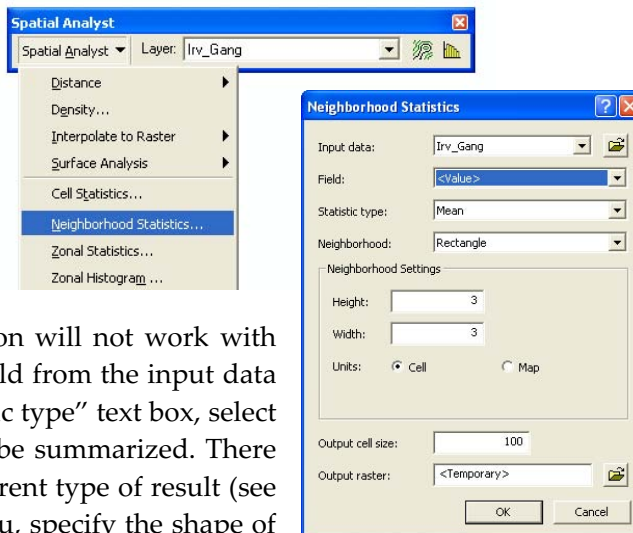 Spatial Analyst
Spatial Analyst Layer: Irv_Gang
Distance
Density...
Interpolate to Raster
Surface Analysis
Cell Statistics...
Neighborhood Statistics...
Zonal Statistics...
Zonal Histogram ...
Neighborhood Statistics
Input data: Irv_Gang
Field: <Value>
Statistic type: Mean
Neighborhood: Rectangle
Neighborhood Settings
Height: 3
Width: 3
Units: Cell Map
Output cell size: 100
Output raster: <Temporary>
OK Cancel
on will not work with
ld from the input data
ic type” text box, select
be summarized. There
rent type of result (see
u, specify the shape of